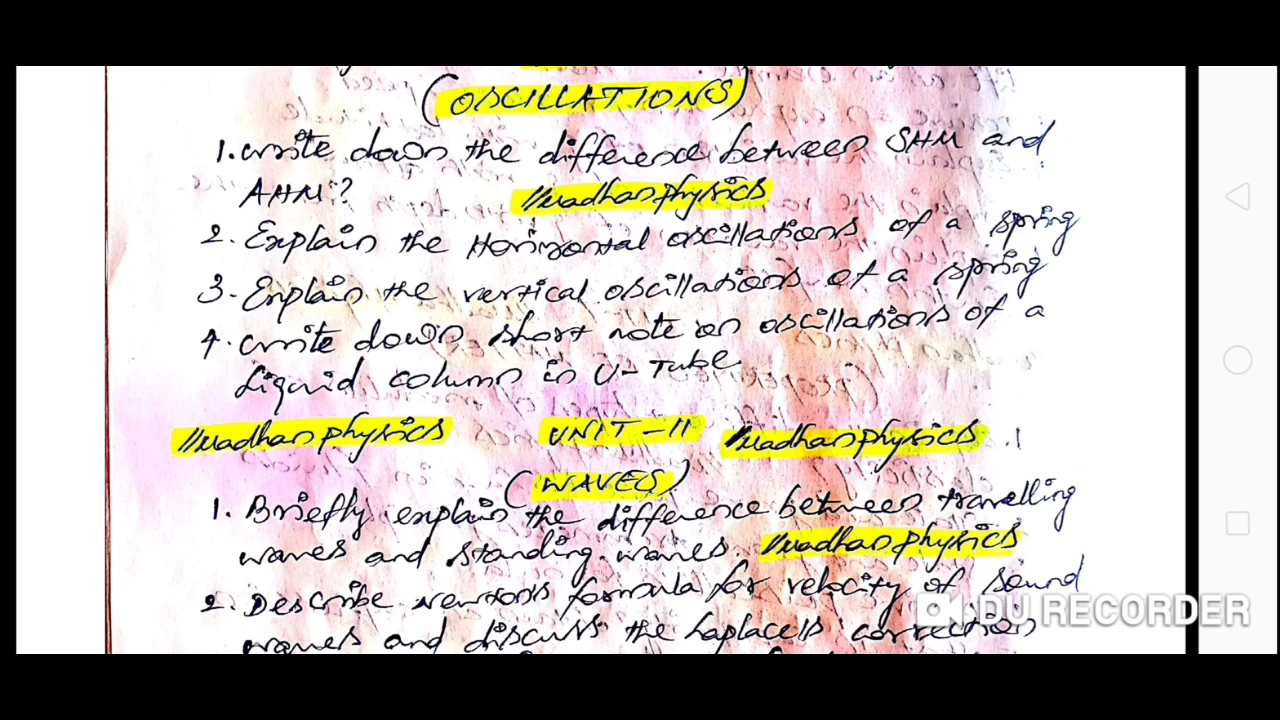 (OSCILLATIONS)
1. Write down the difference between SHM and
AHM?
Madhanphysics
2. Explain the Horizontal oscillations of a spring
3. Explain the vertical oscillations of a spring
4. write down short note on oscillations of a
Liquid column in U-Tube
Madhanphysics UNIT-11 Madhanphysics
(WAVES)
1. Briefly explain the difference between travelling
waves and standing waves. Madhanphysics
2. Describe Newtons formula for velocity of sound
waves and discuss the Laplace's correction
DU RECORDER